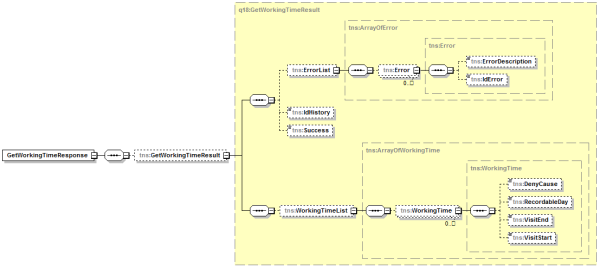 q18:GetWorkingTimeResult
tns:ArrayOfError
tns:Error
tns:ErrorList
tns:Error
0..
tns:ErrorDescription
tns:IdError
tns:IdHistory
tns:Success
GetWorkingTimeResponse
tns:GetWorkingTimeResult
tns:ArrayOfWorkingTime
tns:WorkingTime
tns:WorkingTimeList
tns:WorkingTime
0..
tns:DenyCause
tns:RecordableDay
tns:VisitEnd
tns:VisitStart